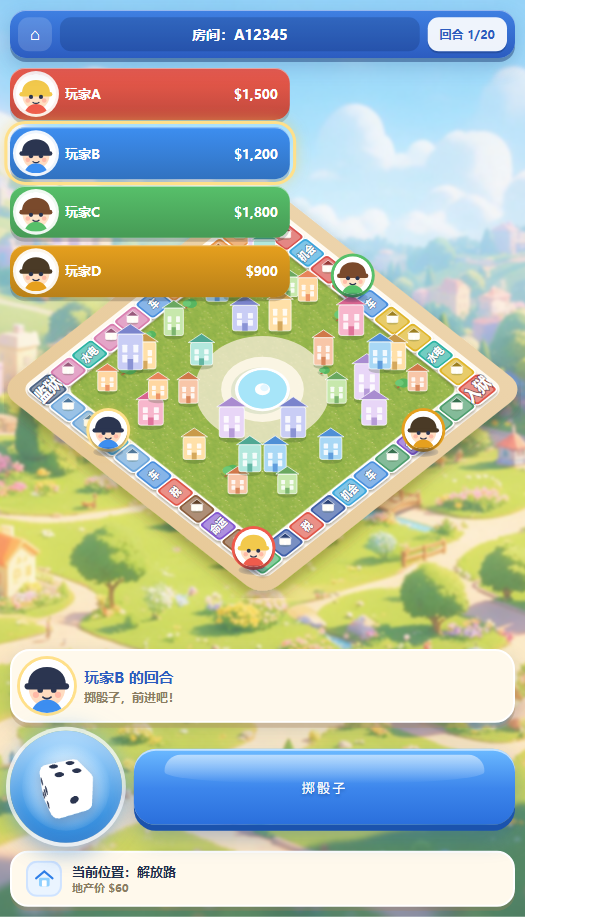 房间：A12345
回合 1/20
玩家A
$1,500
玩家B
$1,200
玩家C
$1,800
玩家D
$900
机会
车
车
水电
水电
监狱
入狱
车
车
税
机会
命运
税
玩家B 的回合
掷骰子，前进吧！
掷骰子
当前位置：解放路
地产价 $60